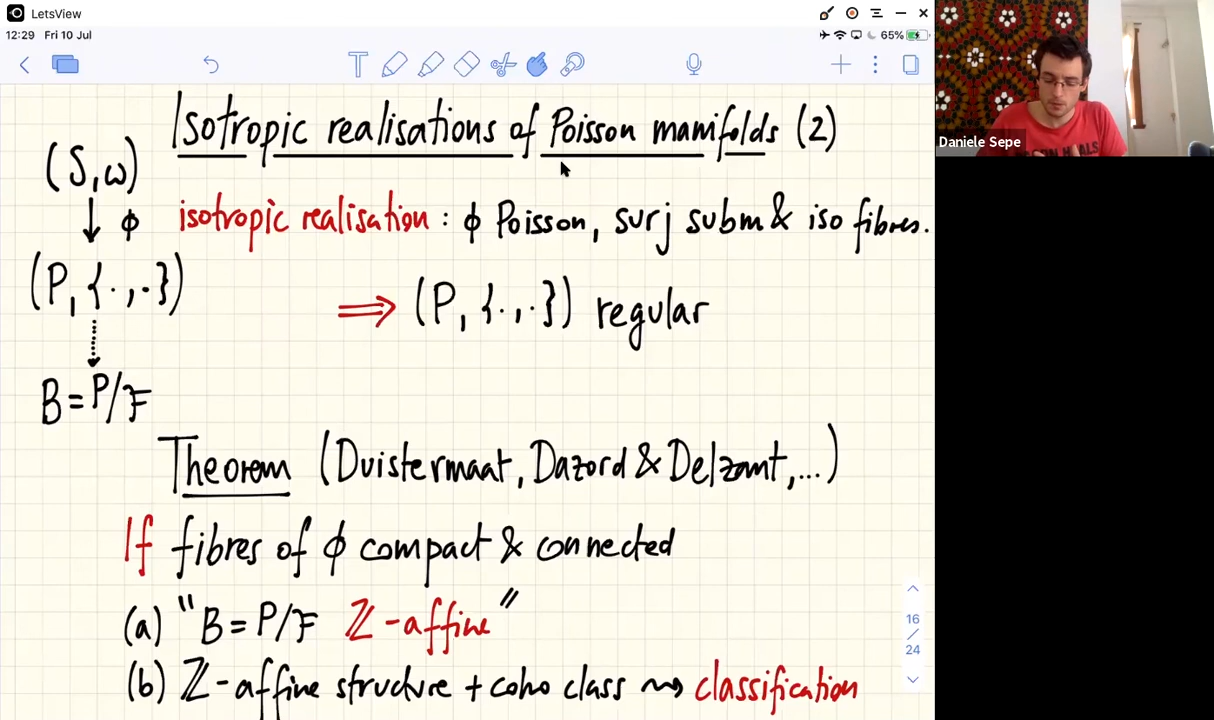 LetsView
12:29 Fri 10 Jul
65%
Daniele Sepe
Isotropic realisations of Poisson manifolds (2)
(S, ω)
↓ ϕ
isotropic realisation : ϕ Poisson, surj subm & iso fibres.
(P, {·,·})
⟹ (P, {·,·}) regular
B = P/F
Theorem (Duistermaat, Dazord & Delzant, ...)
If fibres of ϕ compact & connected
(a) "B = P/F ℤ-affine"
(b) ℤ-affine structure + coho class ⇝ classification
16
/
24